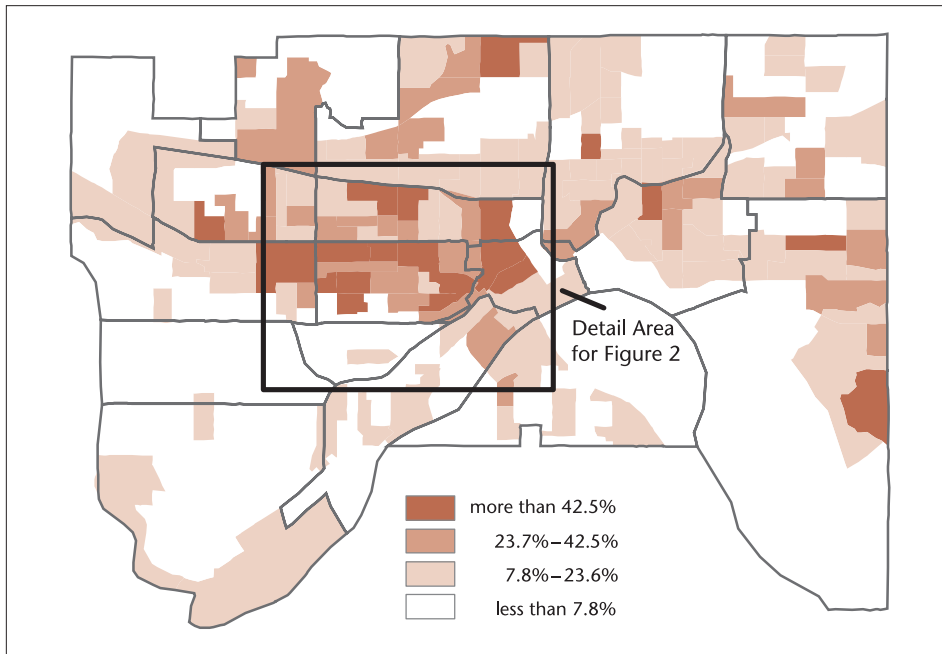 Detail Area
for Figure 2
more than 42.5%
23.7%–42.5%
7.8%–23.6%
less than 7.8%